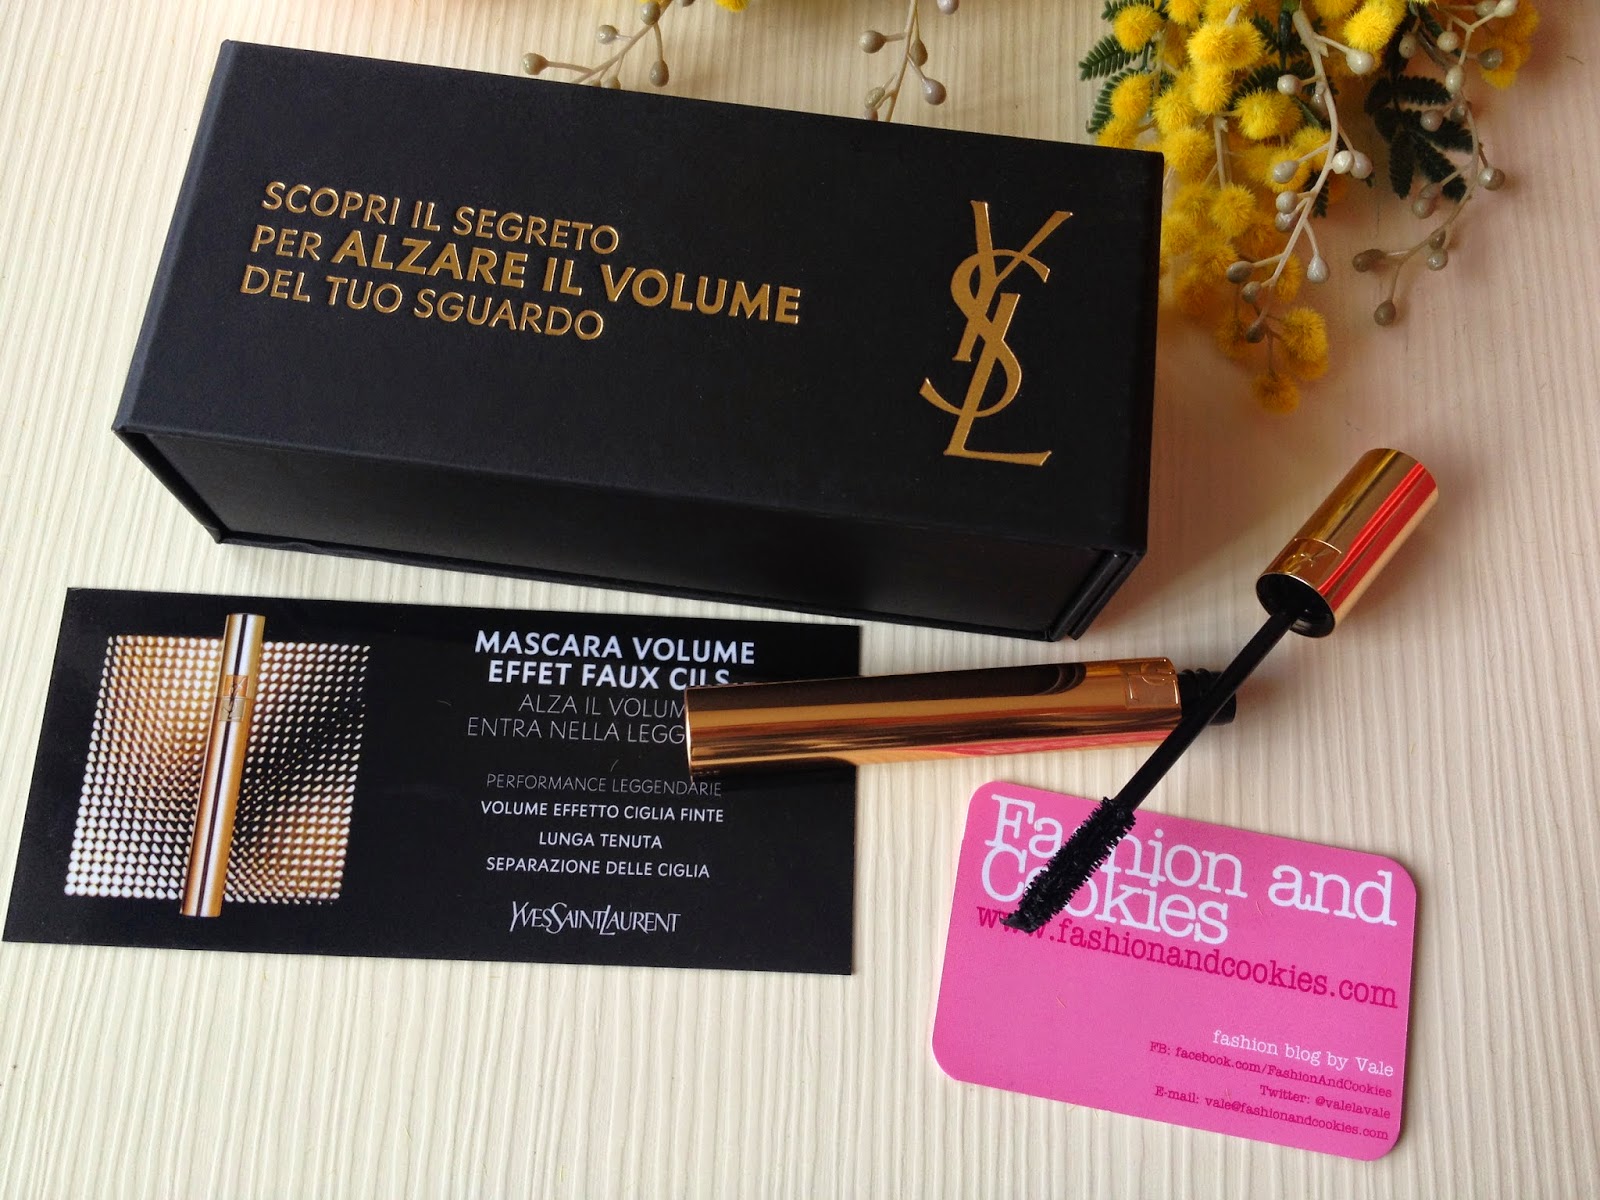 SCOPRI IL SEGRETO
PER ALZARE IL VOLUME
DEL TUO SGUARDO
YSL
MASCARA VOLUME
EFFET FAUX CILS
ALZA IL VOLUM
ENTRA NELLA LEGG
PERFORMANCE LEGGENDARIE
VOLUME EFFETTO CIGLIA FINTE
LUNGA TENUTA
SEPARAZIONE DELLE CIGLIA
YVESSAINTLAURENT
Fashion and
Cookies
www.fashionandcookies.com
fashion blog by Vale
FB: facebook.com/FashionAndCookies
Twitter: @valelavale
E-mail: vale@fashionandcookies.com